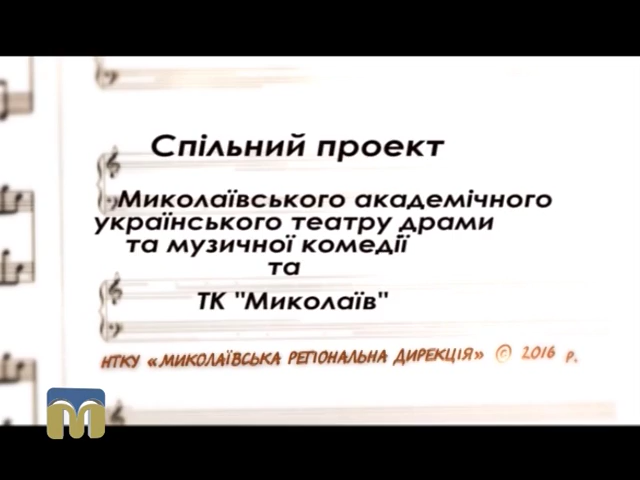 Спільний проект
Миколаївського академічного
українського театру драми
та музичної комедії
та
ТК "Миколаїв"
НТКУ «МИКОЛАЇВСЬКА РЕГІОНАЛЬНА ДИРЕКЦІЯ» © 2016 р.
М